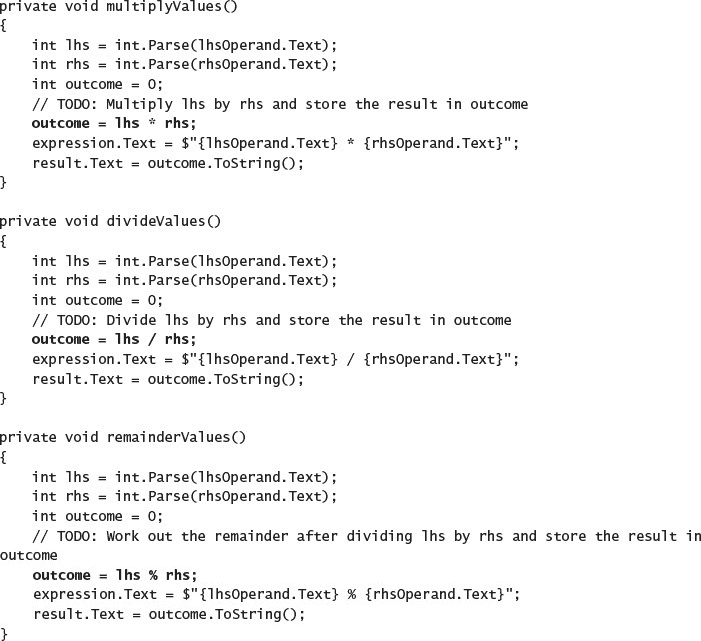 private void multiplyValues()
{
    int lhs = int.Parse(lhsOperand.Text);
    int rhs = int.Parse(rhsOperand.Text);
    int outcome = 0;
    // TODO: Multiply lhs by rhs and store the result in outcome
    outcome = lhs * rhs;
    expression.Text = $"{lhsOperand.Text} * {rhsOperand.Text}";
    result.Text = outcome.ToString();
}

private void divideValues()
{
    int lhs = int.Parse(lhsOperand.Text);
    int rhs = int.Parse(rhsOperand.Text);
    int outcome = 0;
    // TODO: Divide lhs by rhs and store the result in outcome
    outcome = lhs / rhs;
    expression.Text = $"{lhsOperand.Text} / {rhsOperand.Text}";
    result.Text = outcome.ToString();
}

private void remainderValues()
{
    int lhs = int.Parse(lhsOperand.Text);
    int rhs = int.Parse(rhsOperand.Text);
    int outcome = 0;
    // TODO: Work out the remainder after dividing lhs by rhs and store the result in
outcome
    outcome = lhs % rhs;
    expression.Text = $"{lhsOperand.Text} % {rhsOperand.Text}";
    result.Text = outcome.ToString();
}